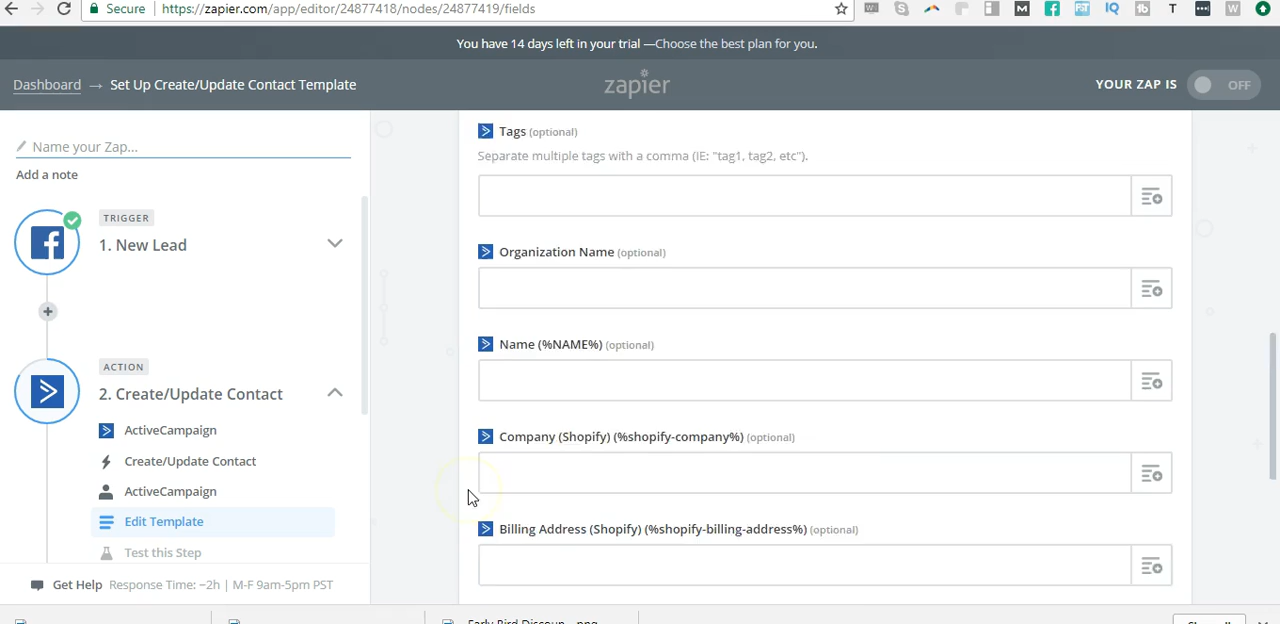 Secure
https://zapier.com/app/editor/24877418/nodes/24877419/fields
You have 14 days left in your trial —Choose the best plan for you.
Dashboard → Set Up Create/Update Contact Template
zapier
YOUR ZAP IS
OFF
Name your Zap...
Add a note
TRIGGER
1. New Lead
ACTION
2. Create/Update Contact
ActiveCampaign
Create/Update Contact
ActiveCampaign
Edit Template
Test this Step
Get Help Response Time: ~2h | M-F 9am-5pm PST
Tags (optional)
Separate multiple tags with a comma (IE: "tag1, tag2, etc").
Organization Name (optional)
Name (%NAME%) (optional)
Company (Shopify) (%shopify-company%) (optional)
Billing Address (Shopify) (%shopify-billing-address%) (optional)